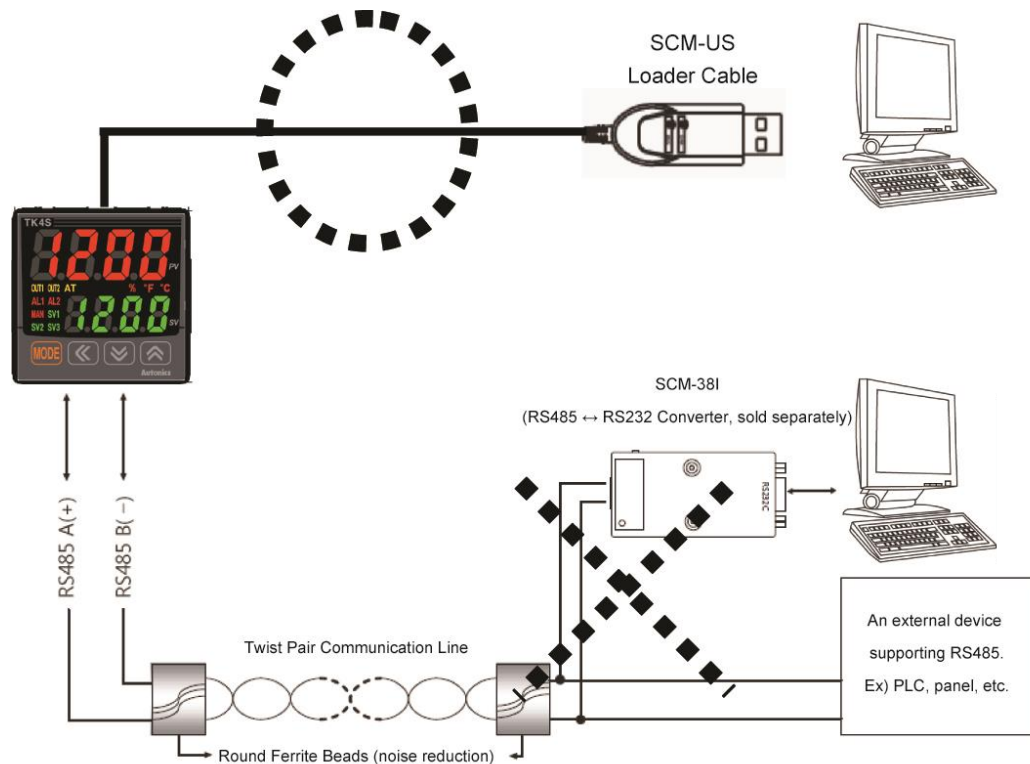 SCM-US
Loader Cable
TK4S
1200
PV
OUT1 OUT2 AT % °F °C
AL1 AL2
MAN SV1
SV2 SV3
1200
SV
MODE
Autonics
SCM-38I
(RS485 ↔ RS232 Converter, sold separately)
RS232C
RS485 A(+)
RS485 B(−)
An external device
supporting RS485.
Ex) PLC, panel, etc.
Twist Pair Communication Line
Round Ferrite Beads (noise reduction)